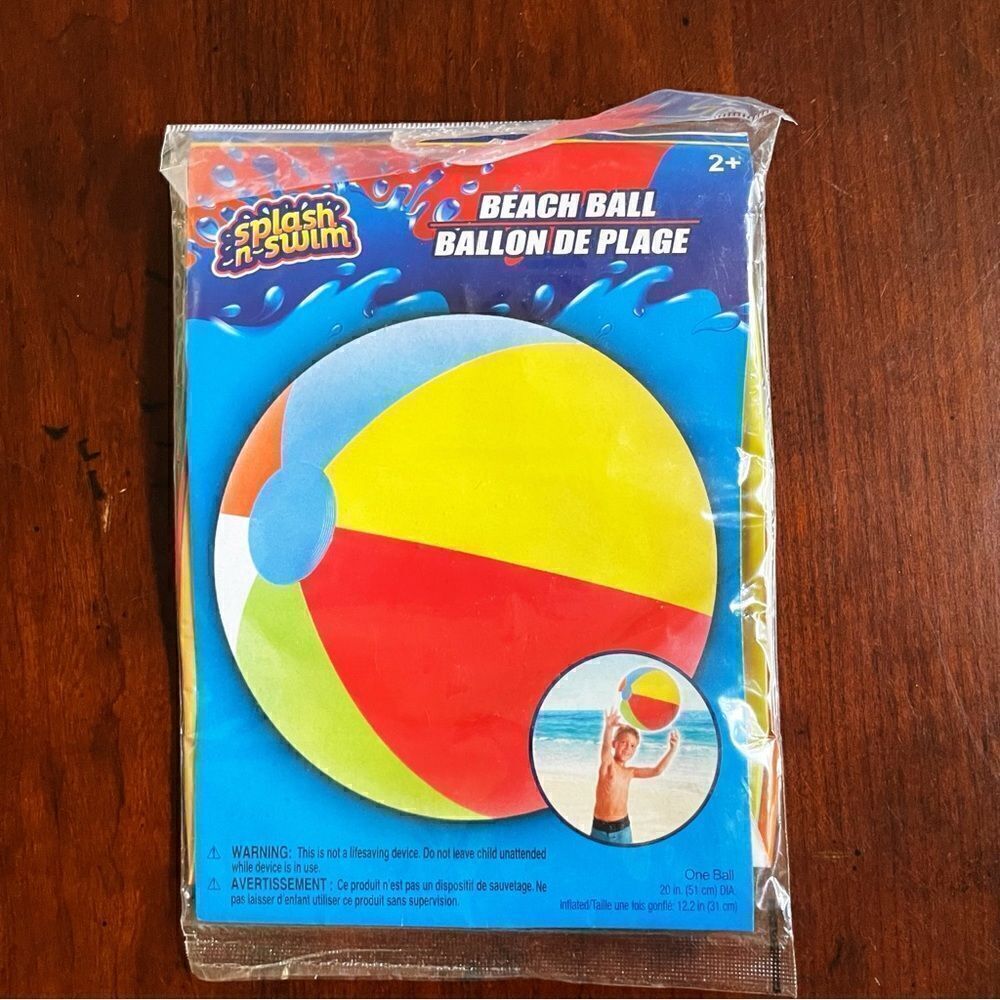 2+
splash
-n-swim
BEACH BALL
BALLON DE PLAGE
⚠ WARNING: This is not a lifesaving device. Do not leave child unattended
while device is in use.
⚠ AVERTISSEMENT : Ce produit n'est pas un dispositif de sauvetage. Ne
pas laisser d'enfant utiliser ce produit sans supervision.
One Ball
20 in. (51 cm) DIA.
Inflated/Taille une fois gonflé: 12.2 in (31 cm)